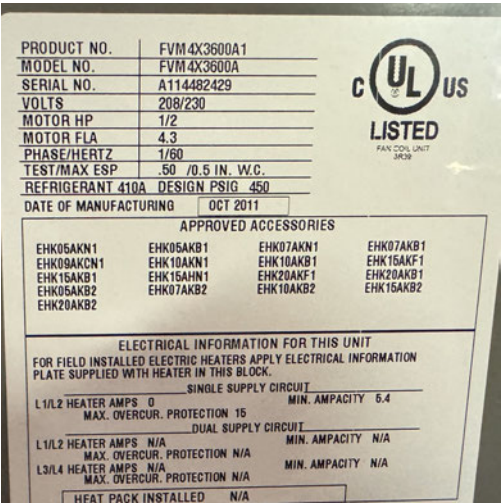 PRODUCT NO. FVM4X3600A1
MODEL NO. FVM4X3600A
SERIAL NO. A114482429
VOLTS 208/230
MOTOR HP 1/2
MOTOR FLA 4.3
PHASE/HERTZ 1/60
TEST/MAX ESP .50 /0.5 IN. W.C.
REFRIGERANT 410A DESIGN PSIG 450
DATE OF MANUFACTURING OCT 2011
C UL US
LISTED
FAN COIL UNIT
3R39
APPROVED ACCESSORIES
EHK05AKN1 EHK05AKB1 EHK07AKN1 EHK07AKB1
EHK09AKCN1 EHK10AKN1 EHK10AKB1 EHK15AKF1
EHK15AKB1 EHK15AHN1 EHK20AKF1 EHK20AKB1
EHK05AKB2 EHK07AKB2 EHK10AKB2 EHK15AKB2
EHK20AKB2
ELECTRICAL INFORMATION FOR THIS UNIT
FOR FIELD INSTALLED ELECTRIC HEATERS APPLY ELECTRICAL INFORMATION
PLATE SUPPLIED WITH HEATER IN THIS BLOCK.
SINGLE SUPPLY CIRCUIT
L1/L2 HEATER AMPS 0 MIN. AMPACITY 5.4
MAX. OVERCUR. PROTECTION 15
DUAL SUPPLY CIRCUIT
L1/L2 HEATER AMPS N/A MIN. AMPACITY N/A
MAX. OVERCUR. PROTECTION N/A
L3/L4 HEATER AMPS N/A MIN. AMPACITY N/A
MAX. OVERCUR. PROTECTION N/A
HEAT PACK INSTALLED N/A